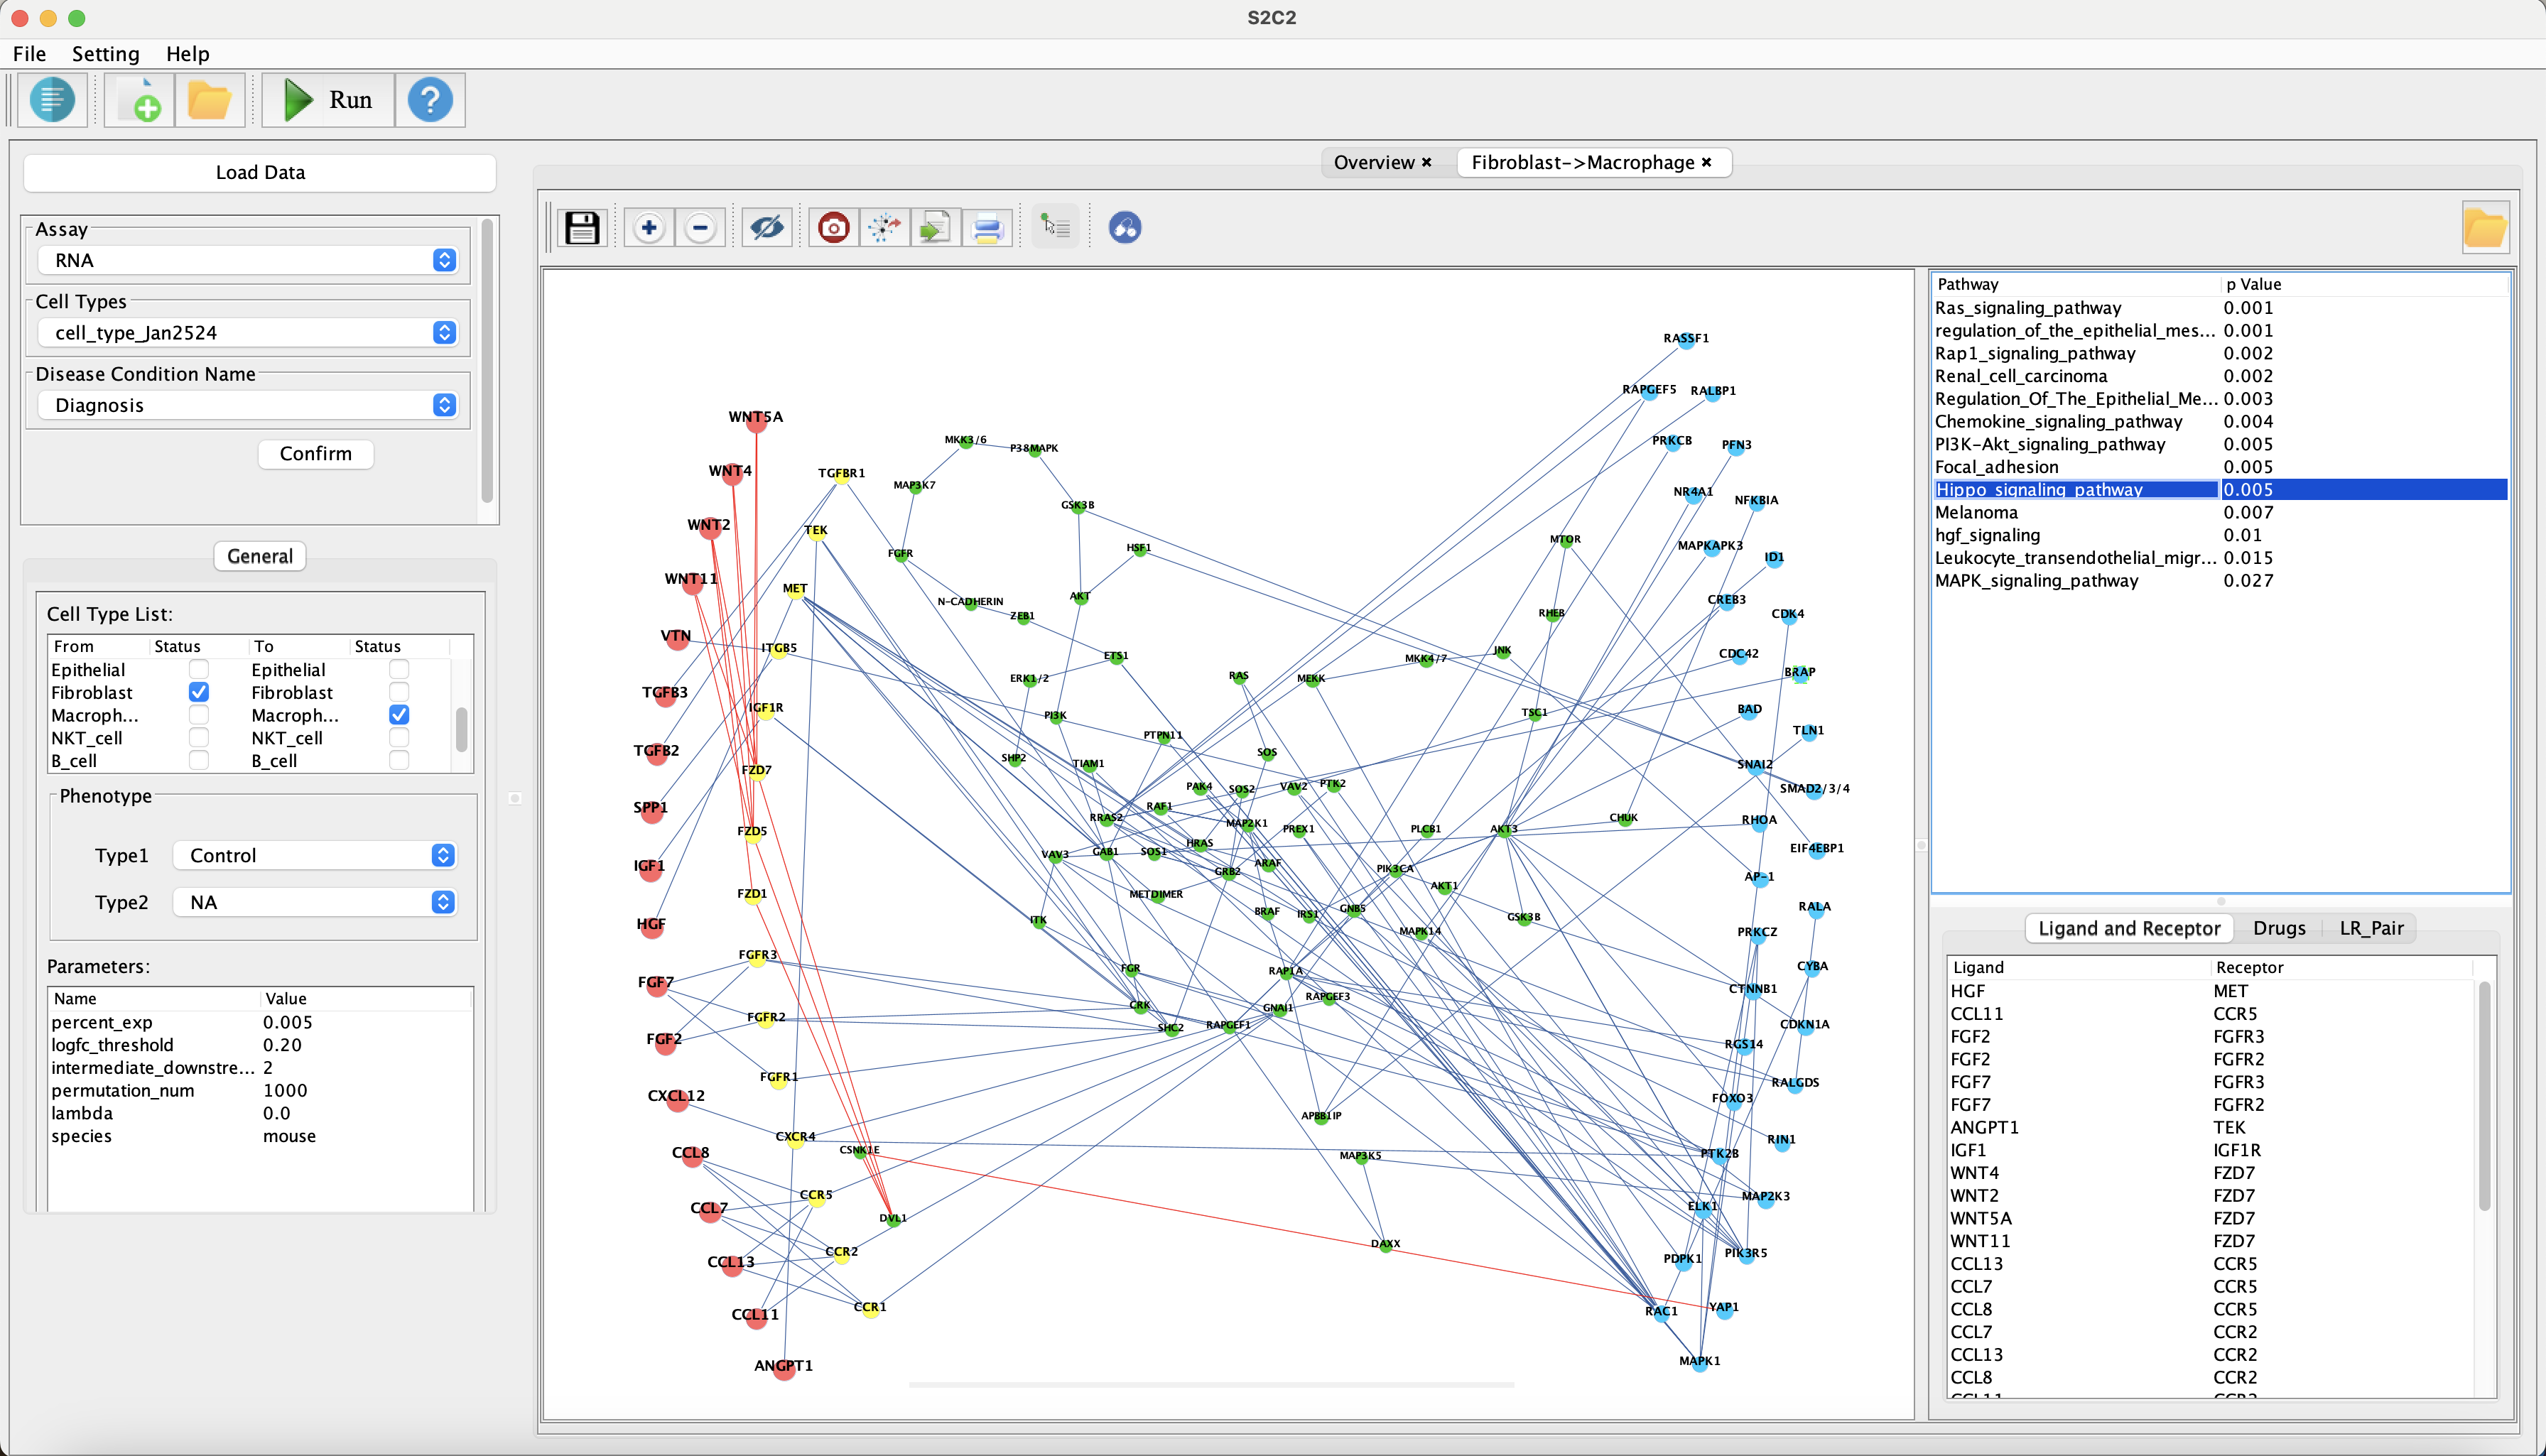 S2C2
File Setting Help
Run
Load Data
Assay
RNA
Cell Types
cell_type_Jan2524
Disease Condition Name
Diagnosis
Confirm
General
Cell Type List:
From Status To Status
Epithelial Epithelial
Fibroblast Fibroblast
Macroph... Macroph...
NKT_cell NKT_cell
B_cell B_cell
Phenotype
Type1 Control
Type2 NA
Parameters:
Name Value
percent_exp 0.005
logfc_threshold 0.20
intermediate_downstre... 2
permutation_num 1000
lambda 0.0
species mouse
Overview × Fibroblast->Macrophage ×
WNT5A
WNT4
WNT2
WNT11
VTN
TGFB3
TGFB2
SPP1
IGF1
HGF
FGF7
FGF2
CXCL12
CCL8
CCL7
CCL13
CCL11
ANGPT1
TGFBR1
TEK
MET
ITGB5
IGF1R
FZD7
FZD5
FZD1
FGFR3
FGFR2
FGFR1
CXCR4
CCR5
CCR2
CCR1
MKK3/6
P38MAPK
MAP3K7
GSK3B
FGFR
HSF1
AKT
N-CADHERIN
ZEB1
ETS1
ERK1/2
PI3K
SHP2
TIAM1
PTPN11
RAS
MEKK
MKK4/7
JNK
MTOR
RHEB
TSC1
SOS
PAK4
SOS2
VAV2
PTK2
RAF1
RRAS2
MAP2K1
PREX1
PLCB1
AKT3
CHUK
VAV3
GAB1
SOS1
HRAS
ARAF
GRB2
PIK3CA
AKT1
METDIMER
BRAF
IRS1
GNB5
GSK3B
MAPK14
ITK
FGR
RAP1A
CRK
RAPGEF3
GNAI1
SHC2
RAPGEF1
APBB1IP
CSNK1E
MAP3K5
DVL1
DAXX
RASSF1
RAPGEF5
RALBP1
PRKCB
PFN3
NR4A1
NFKBIA
MAPKAPK3
ID1
CREB3
CDK4
CDC42
BRAP
BAD
TLN1
SNAI2
SMAD2/3/4
RHOA
EIF4EBP1
AP-1
RALA
PRKCZ
CYBA
CTNNB1
CDKN1A
RGS14
RALGDS
FOXO3
RIN1
PTK2B
MAP2K3
ELK1
PIK3R5
PDPK1
RAC1
YAP1
MAPK1
Pathway p Value
Ras_signaling_pathway 0.001
regulation_of_the_epithelial_mes... 0.001
Rap1_signaling_pathway 0.002
Renal_cell_carcinoma 0.002
Regulation_Of_The_Epithelial_Me... 0.003
Chemokine_signaling_pathway 0.004
PI3K-Akt_signaling_pathway 0.005
Focal_adhesion 0.005
Hippo_signaling_pathway 0.005
Melanoma 0.007
hgf_signaling 0.01
Leukocyte_transendothelial_migr... 0.015
MAPK_signaling_pathway 0.027
Ligand and Receptor Drugs LR_Pair
Ligand Receptor
HGF MET
CCL11 CCR5
FGF2 FGFR3
FGF2 FGFR2
FGF7 FGFR3
FGF7 FGFR2
ANGPT1 TEK
IGF1 IGF1R
WNT4 FZD7
WNT2 FZD7
WNT5A FZD7
WNT11 FZD7
CCL13 CCR5
CCL7 CCR5
CCL8 CCR5
CCL7 CCR2
CCL13 CCR2
CCL8 CCR2